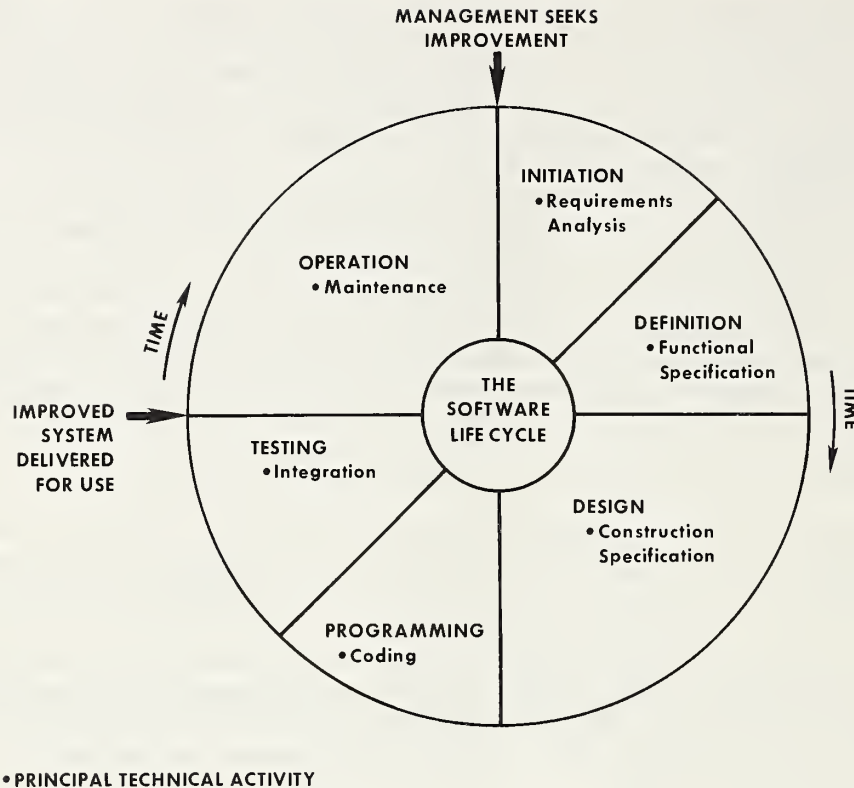 MANAGEMENT SEEKS
IMPROVEMENT
INITIATION
• Requirements
Analysis
OPERATION
• Maintenance
TIME
DEFINITION
• Functional
Specification
THE
SOFTWARE
LIFE CYCLE
TIME
IMPROVED
SYSTEM
DELIVERED
FOR USE
TESTING
• Integration
DESIGN
• Construction
Specification
PROGRAMMING
• Coding
• PRINCIPAL TECHNICAL ACTIVITY